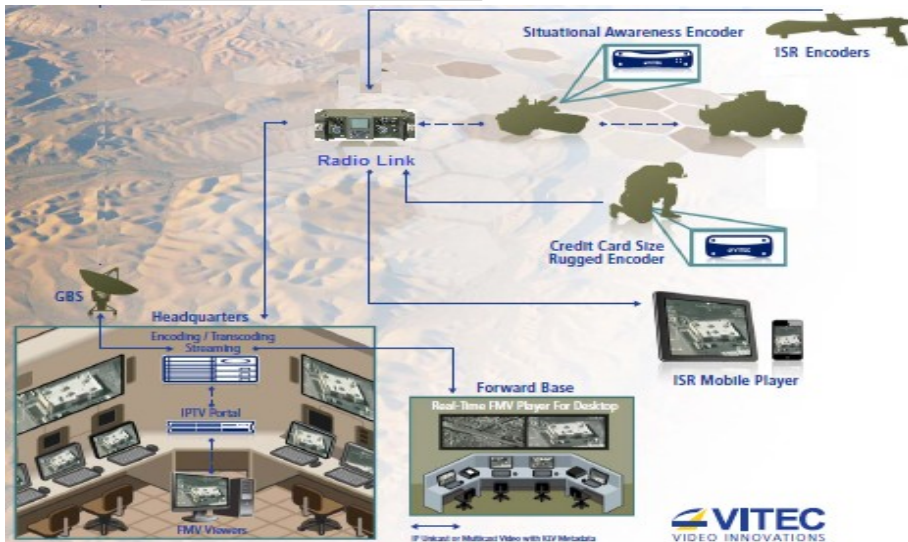 Situational Awareness Encoder
ISR Encoders
VITEC
Radio Link
Credit Card Size
Rugged Encoder
VITEC
GBS
Headquarters
Encoding / Transcoding
Streaming
IPTV Portal
FMV Viewers
ISR Mobile Player
Forward Base
Real-Time FMV Player For Desktop
IP Unicast or Multicast Video with KLV Metadata
VITEC
VIDEO INNOVATIONS